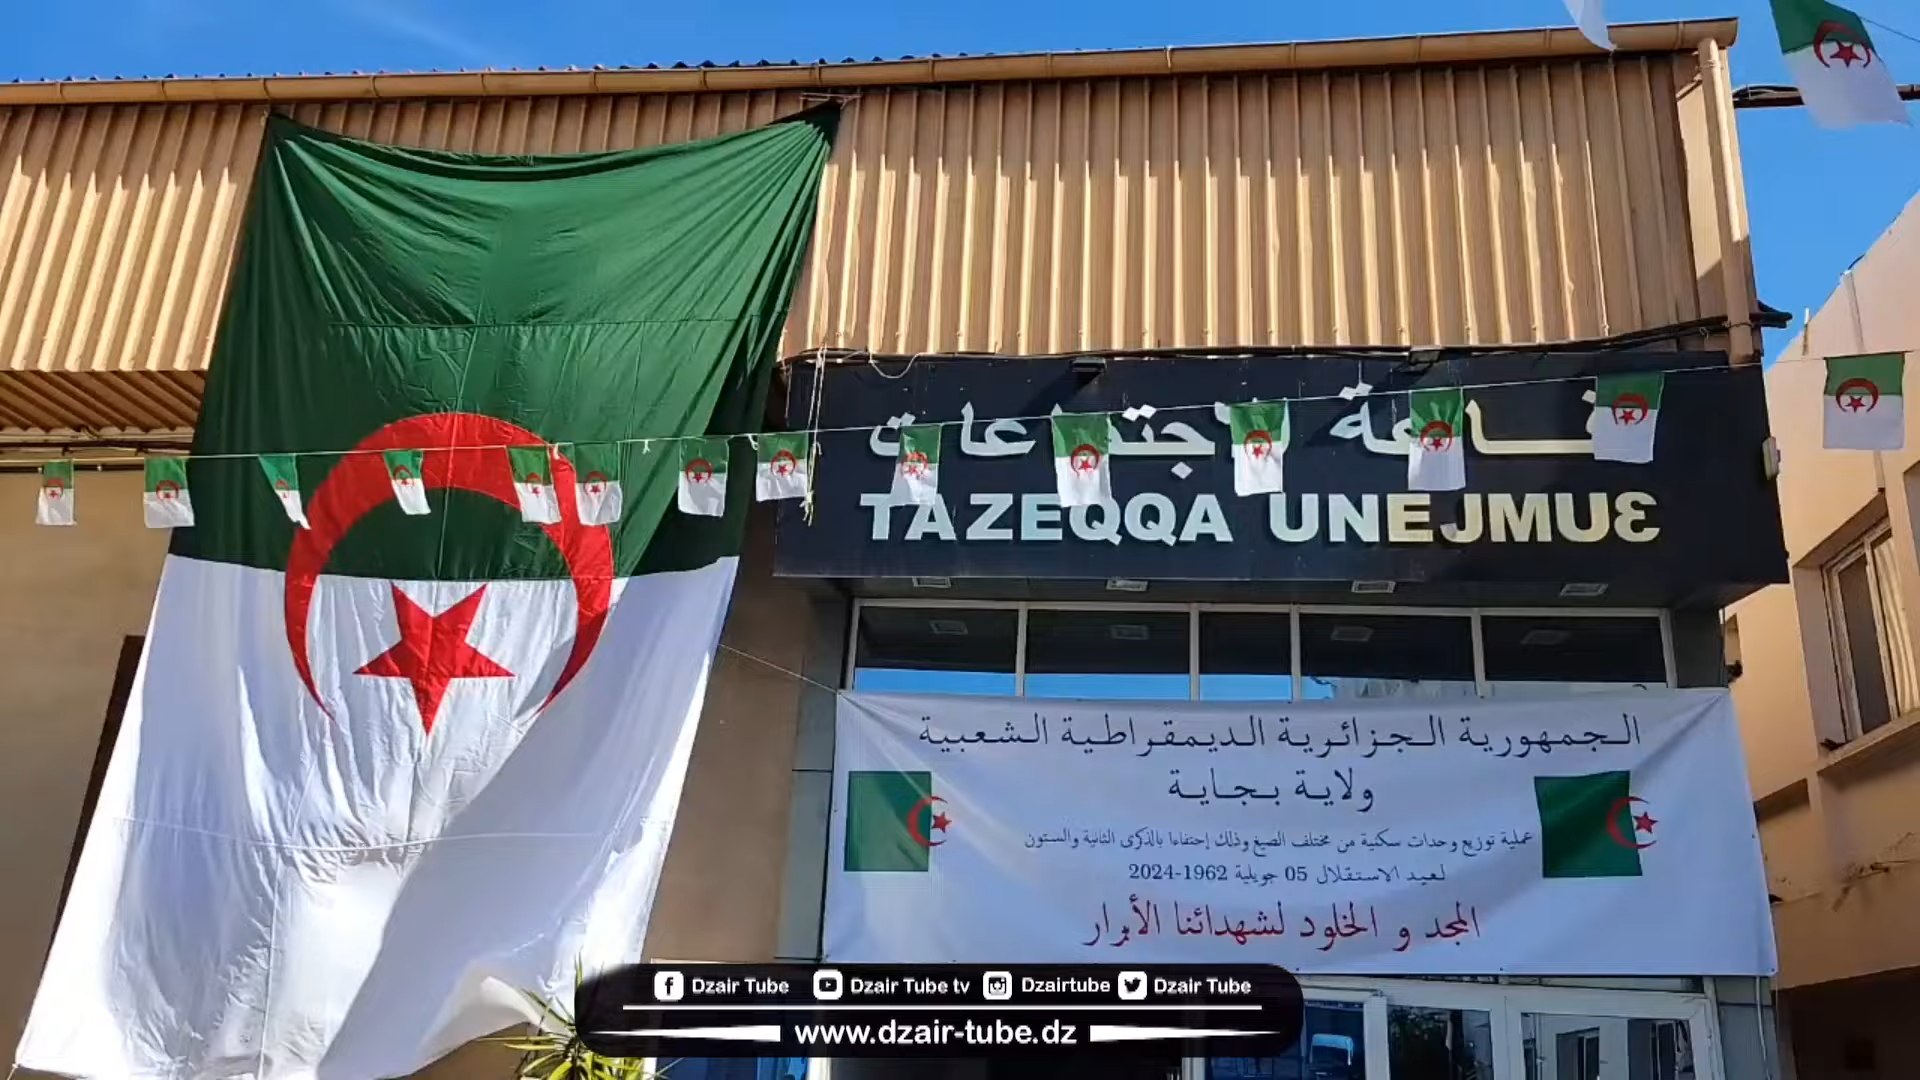 قاعة الاجتماعات
TAZEQQA UNEJMUƐ
الجمهورية الجزائرية الديمقراطية الشعبية
ولاية بجاية
عملية توزيع وحدات سكنية من مختلف الصيغ وذلك إحتفاءا بالذكرى الثانية والستون
لعيد الاستقلال 05 جويلية 1962-2024
المجد و الخلود لشهدائنا الأبرار
Dzair Tube Dzair Tube tv Dzairtube Dzair Tube
www.dzair-tube.dz